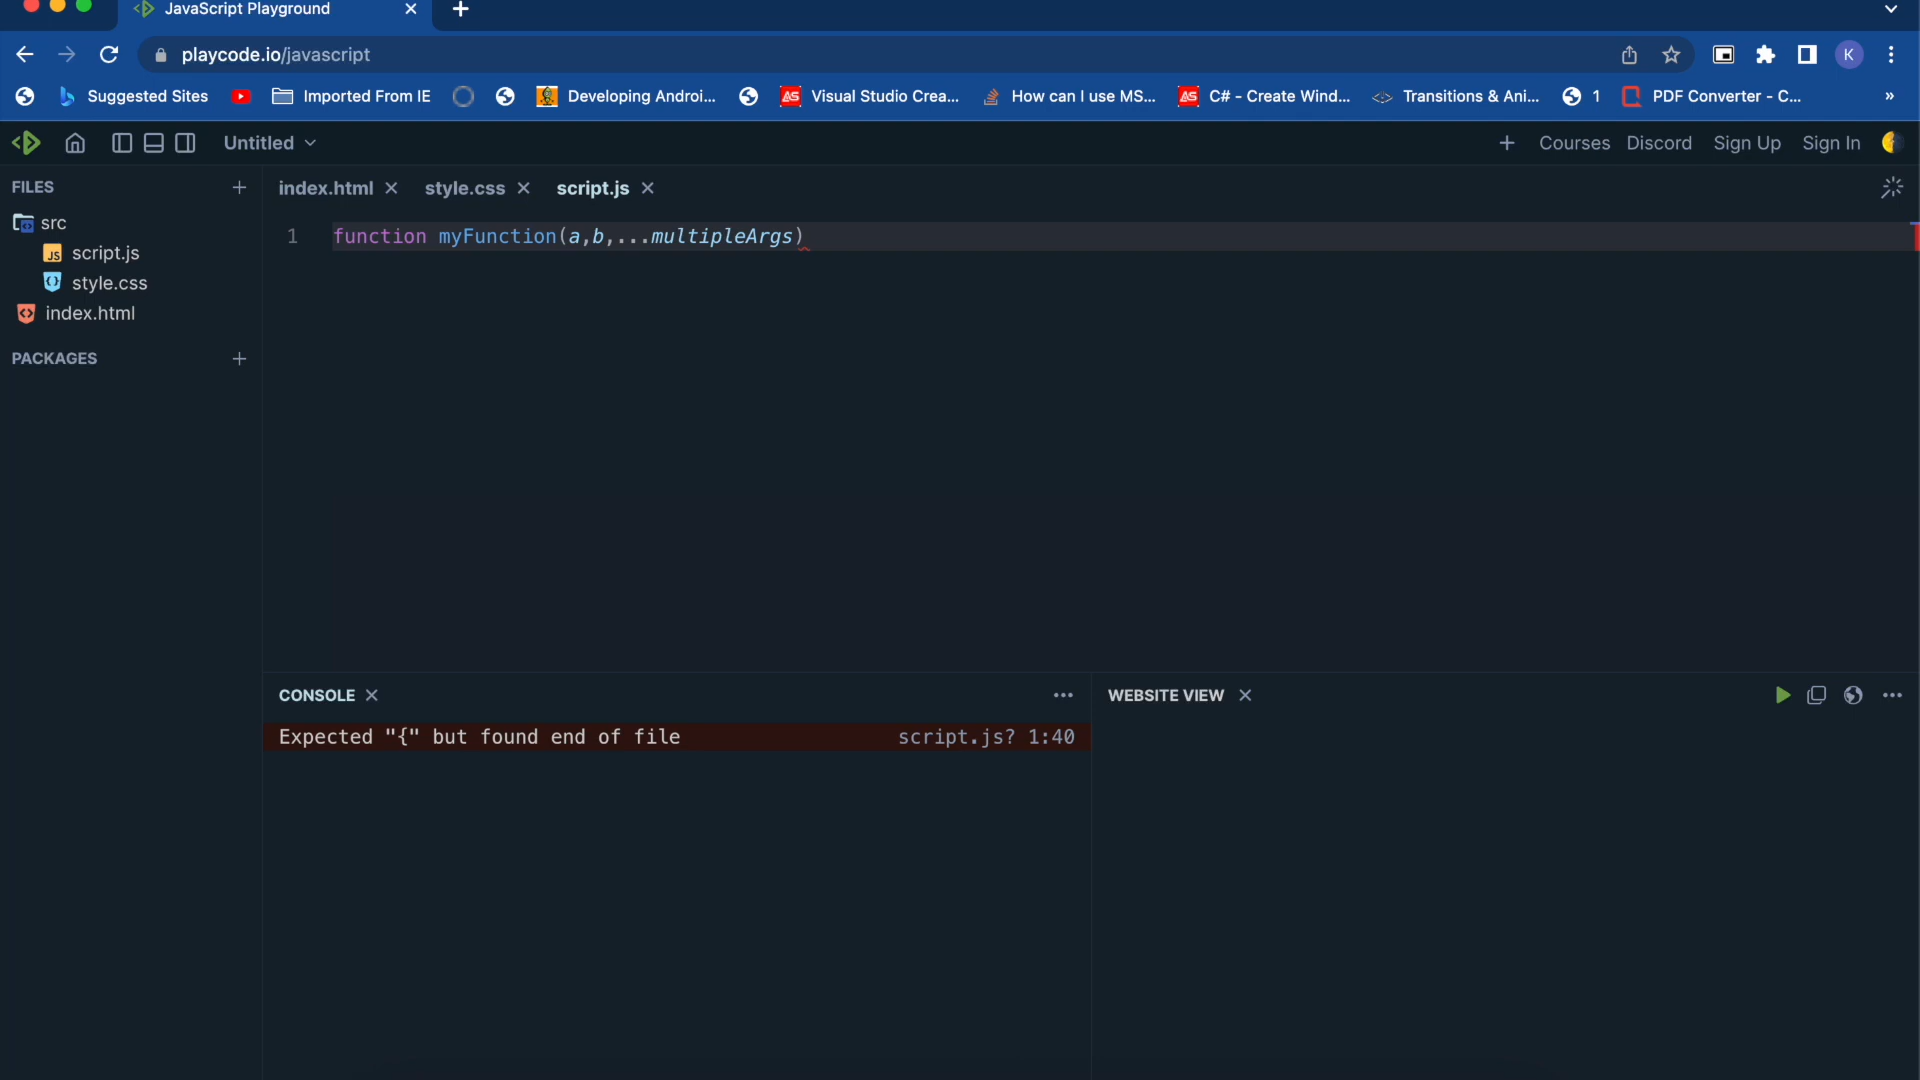 JavaScript Playground
playcode.io/javascript
K
Suggested Sites Imported From IE Developing Androi... Visual Studio Crea... How can I use MS... C# - Create Wind... Transitions & Ani... 1 PDF Converter - C... »
Untitled
Courses Discord Sign Up Sign In
FILES
index.html style.css script.js
src
JS script.js
style.css
index.html
PACKAGES
1 function myFunction(a,b,...multipleArgs)
CONSOLE
WEBSITE VIEW
Expected "{" but found end of file script.js? 1:40